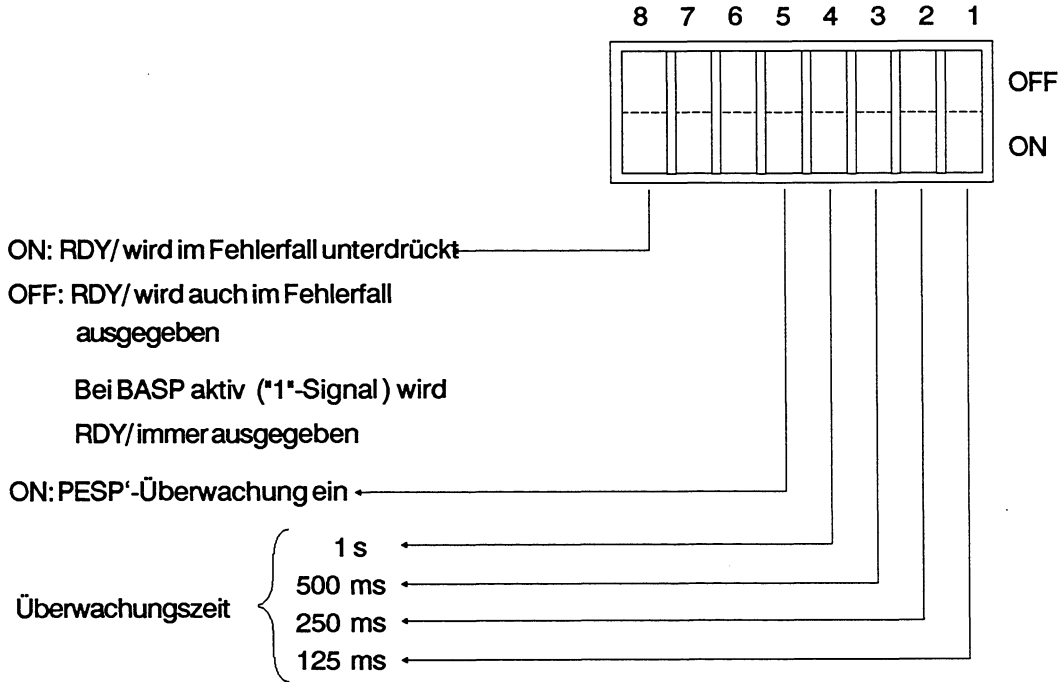 8 7 6 5 4 3 2 1
OFF
ON
ON: RDY/ wird im Fehlerfall unterdrückt
OFF: RDY/ wird auch im Fehlerfall
ausgegeben
Bei BASP aktiv ("1"-Signal) wird
RDY/ immer ausgegeben
ON: PESP‘-Überwachung ein
1 s
500 ms
Überwachungszeit
250 ms
125 ms